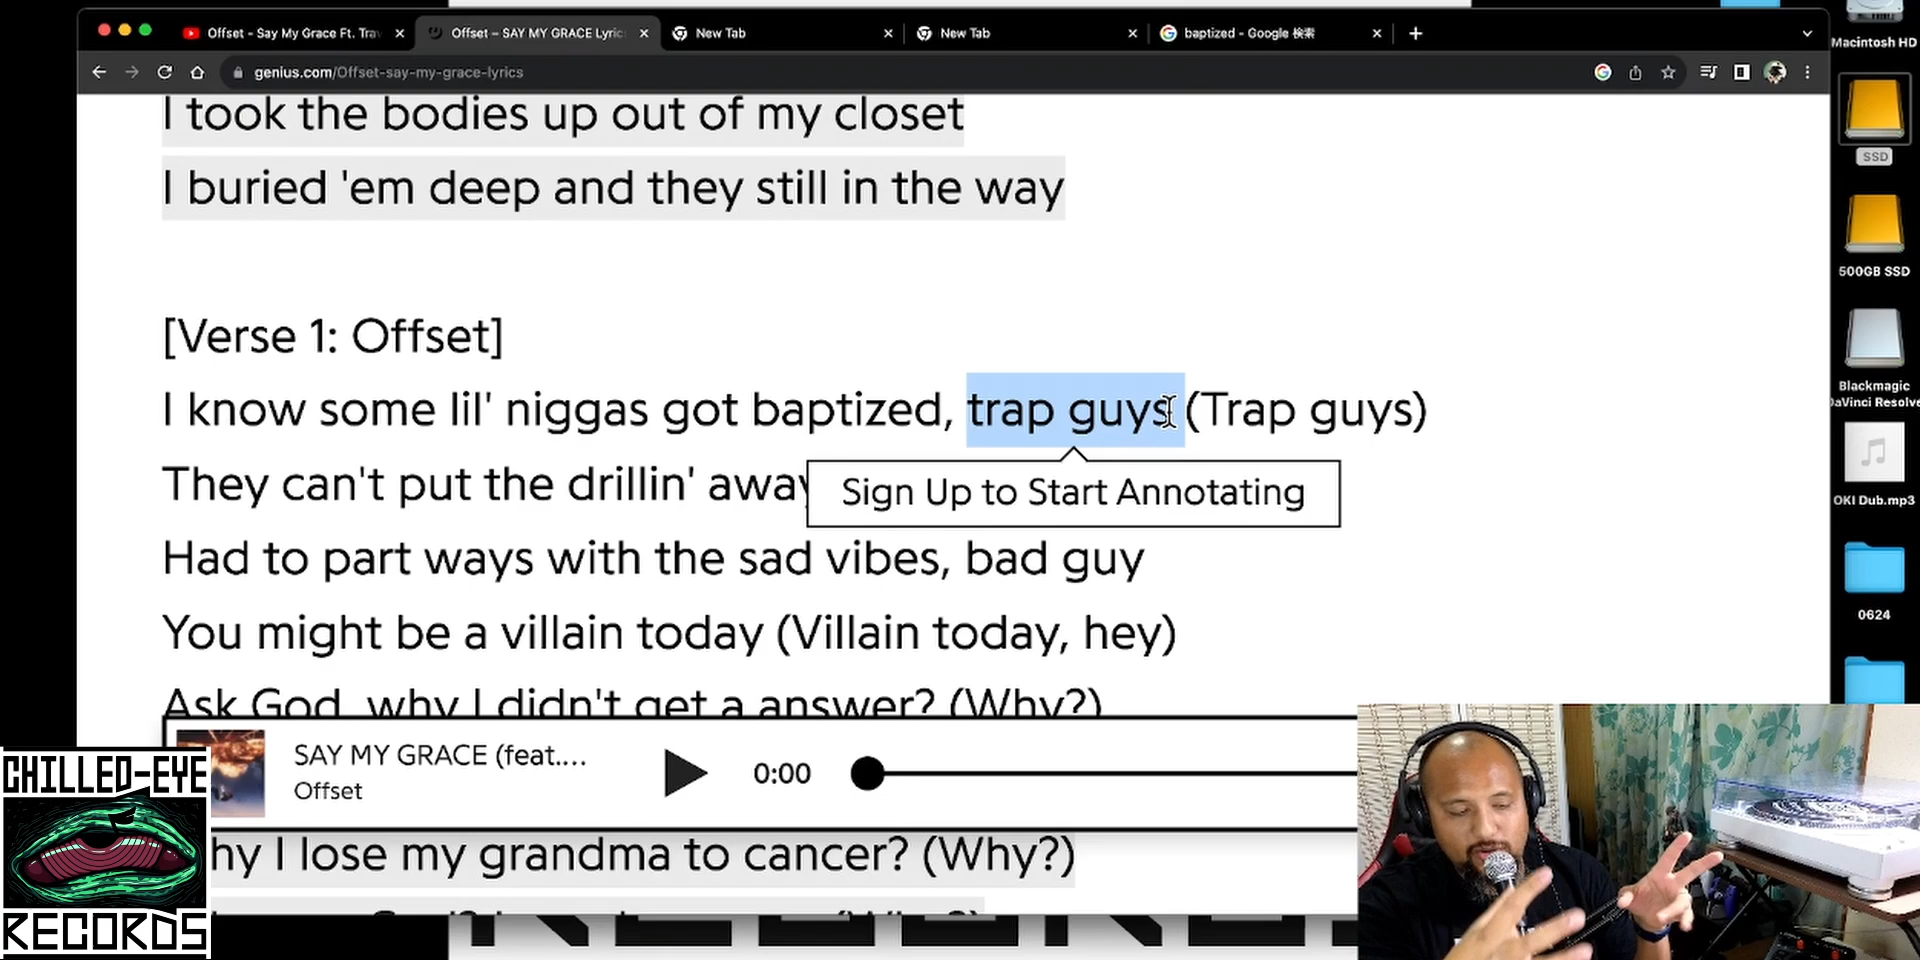 Offset - Say My Grace Ft. Trav
Offset – SAY MY GRACE Lyric
New Tab
New Tab
baptized - Google 検索
genius.com/Offset-say-my-grace-lyrics
Macintosh HD
SSD
500GB SSD
Blackmagic
DaVinci Resolve
OKI Dub.mp3
0624
I took the bodies up out of my closet
I buried 'em deep and they still in the way
[Verse 1: Offset]
I know some lil' niggas got baptized, trap guys (Trap guys)
They can't put the drillin' away
Sign Up to Start Annotating
Had to part ways with the sad vibes, bad guy
You might be a villain today (Villain today, hey)
Ask God, why I didn't get a answer? (Why?)
SAY MY GRACE (feat....
Offset
0:00
hy I lose my grandma to cancer? (Why?)
CHILLED-EYE
RECORDS